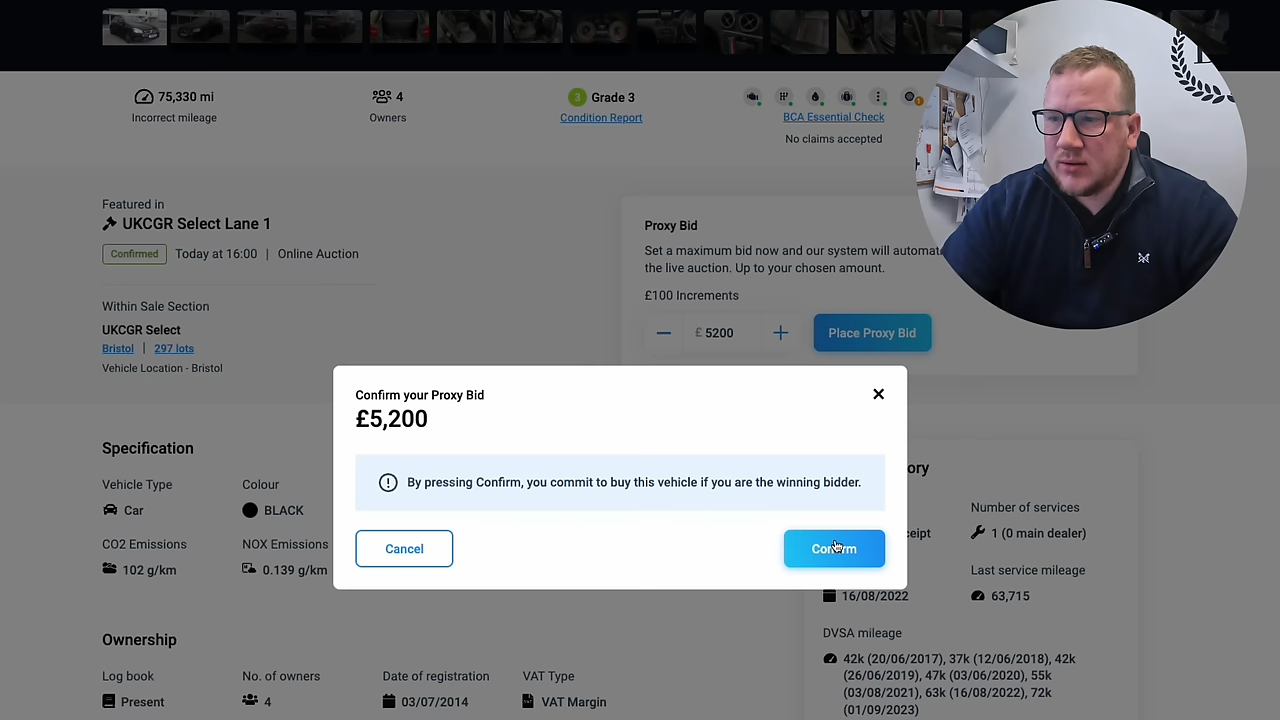 75,330 mi
Incorrect mileage
4
Owners
3 Grade 3
Condition Report
1
BCA Essential Check
No claims accepted
Featured in
UKCGR Select Lane 1
Confirmed Today at 16:00 | Online Auction
Within Sale Section
UKCGR Select
Bristol | 297 lots
Vehicle Location - Bristol
Proxy Bid
Set a maximum bid now and our system will
the live auction. Up to your chosen amount.
£100 Increments
£ 5200
Place Proxy Bid
Confirm your Proxy Bid
£5,200
By pressing Confirm, you commit to buy this vehicle if you are the winning bidder.
Cancel
Confirm
Specification
Vehicle Type
Car
Colour
BLACK
CO2 Emissions
102 g/km
NOX Emissions
0.139 g/km
Ownership
Log book
Present
No. of owners
4
Date of registration
03/07/2014
VAT Type
VAT Margin
Number of services
1 (0 main dealer)
Last service mileage
16/08/2022
63,715
DVSA mileage
42k (20/06/2017), 37k (12/06/2018), 42k
(26/06/2019), 47k (03/06/2020), 55k
(03/08/2021), 63k (16/08/2022), 72k
(01/09/2023)